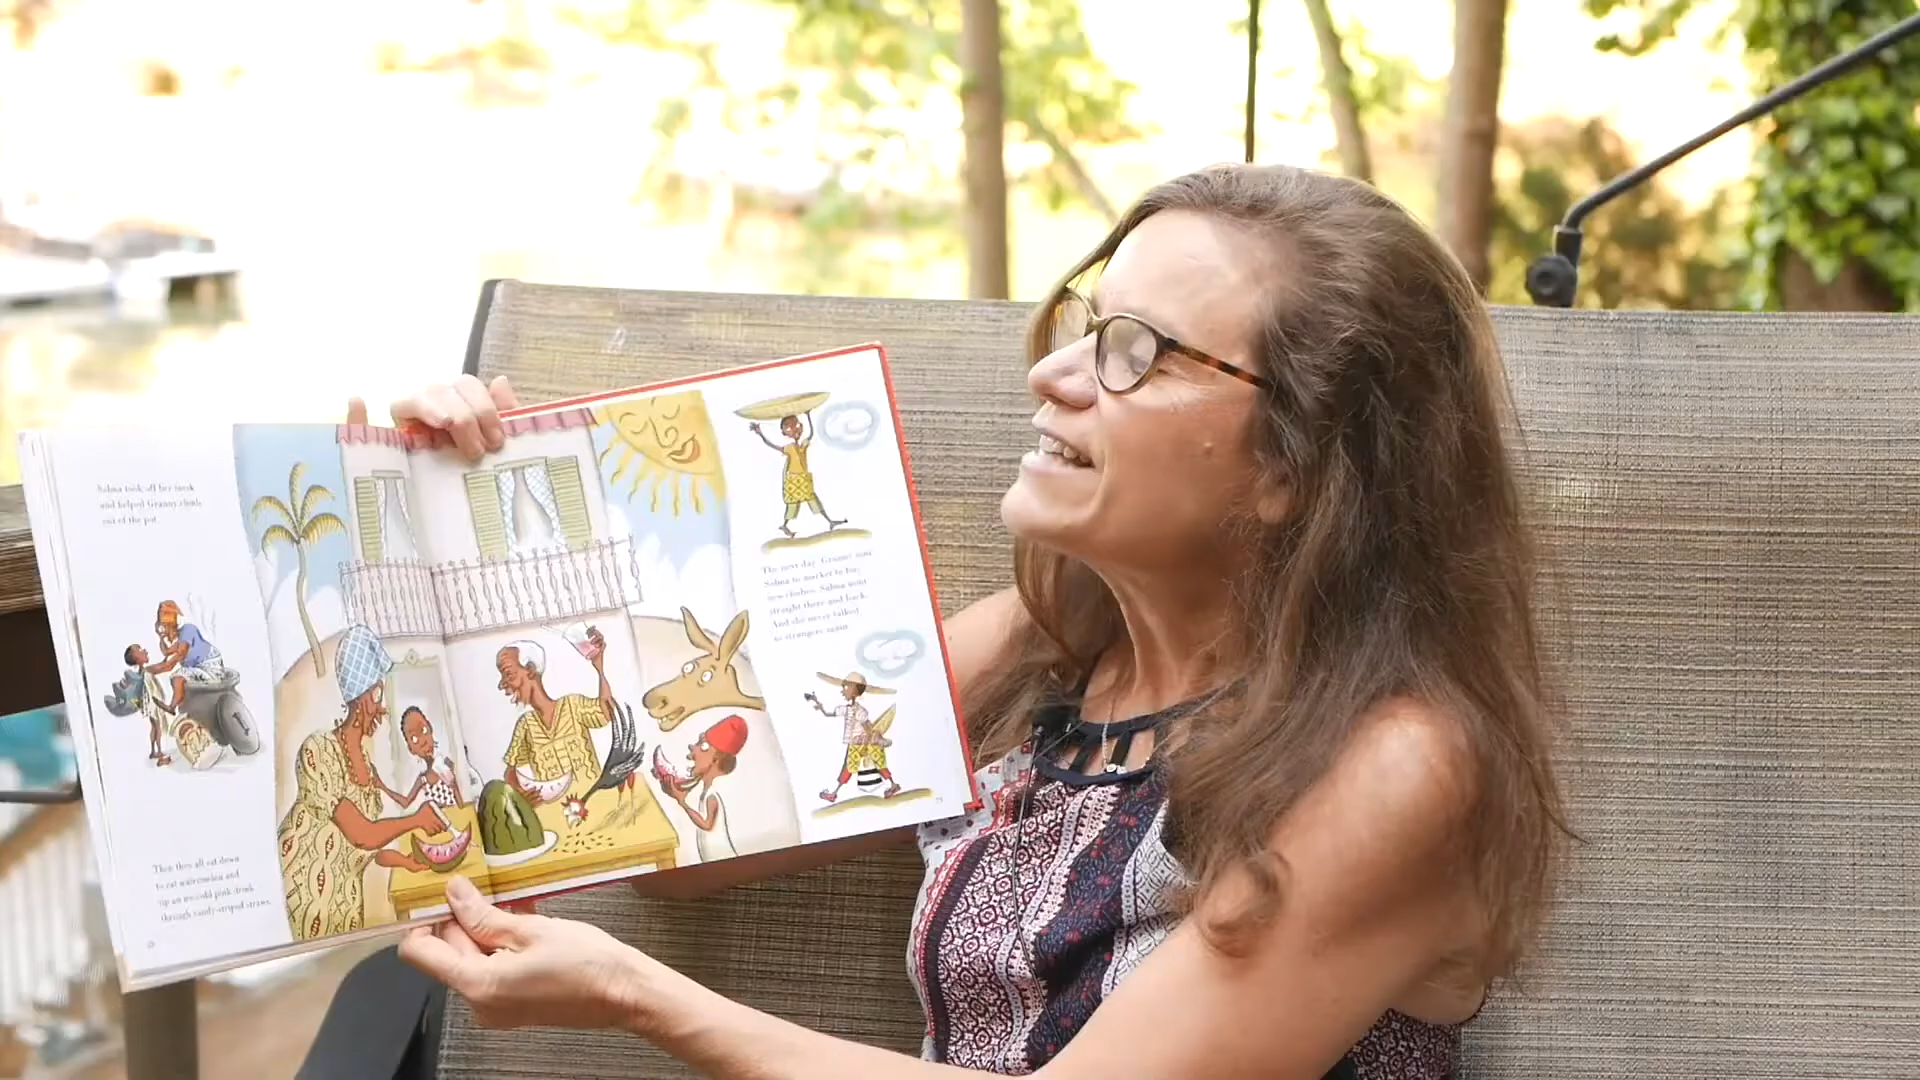 Salma took off her mask
and helped Granny climb
out of the pot.
Then they all sat down
to eat watermelon and
sip an ice-cold pink drink
through candy-striped straws.
The next day, Granny sent
Salma to market to buy
new clothes. Salma went
straight there and back.
And she never talked
to strangers again.